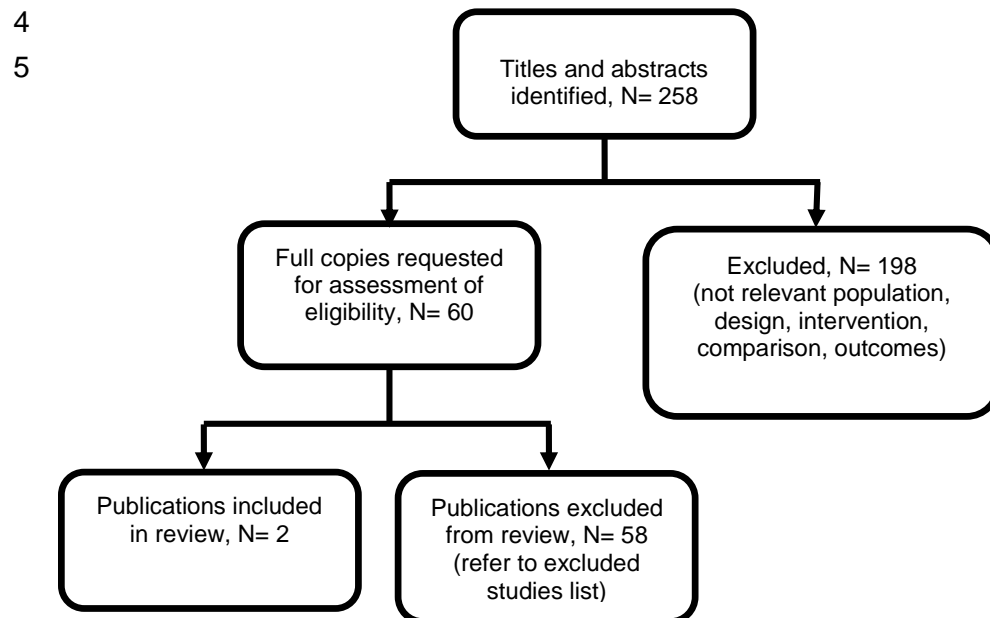 4
5
Titles and abstracts
identified, N= 258
Full copies requested
for assessment of
eligibility, N= 60
Excluded, N= 198
(not relevant population,
design, intervention,
comparison, outcomes)
Publications included
in review, N= 2
Publications excluded
from review, N= 58
(refer to excluded
studies list)